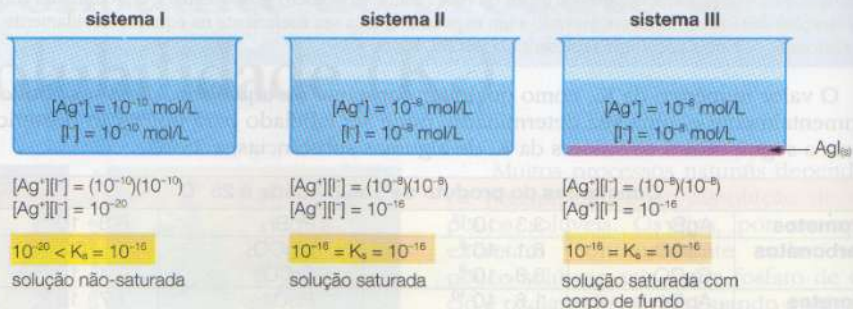 sistema I
sistema II
sistema III
[Ag⁺] = 10⁻¹⁰ mol/L
[I⁻] = 10⁻¹⁰ mol/L
[Ag⁺] = 10⁻⁸ mol/L
[I⁻] = 10⁻⁸ mol/L
[Ag⁺] = 10⁻⁸ mol/L
[I⁻] = 10⁻⁸ mol/L
AgI(s)
[Ag⁺][I⁻] = (10⁻¹⁰)(10⁻¹⁰)
[Ag⁺][I⁻] = 10⁻²⁰
10⁻²⁰ < Kₛ = 10⁻¹⁶
solução não-saturada
[Ag⁺][I⁻] = (10⁻⁸)(10⁻⁸)
[Ag⁺][I⁻] = 10⁻¹⁶
10⁻¹⁶ = Kₛ = 10⁻¹⁶
solução saturada
[Ag⁺][I⁻] = (10⁻⁸)(10⁻⁸)
[Ag⁺][I⁻] = 10⁻¹⁶
10⁻¹⁶ = Kₛ = 10⁻¹⁶
solução saturada com
corpo de fundo